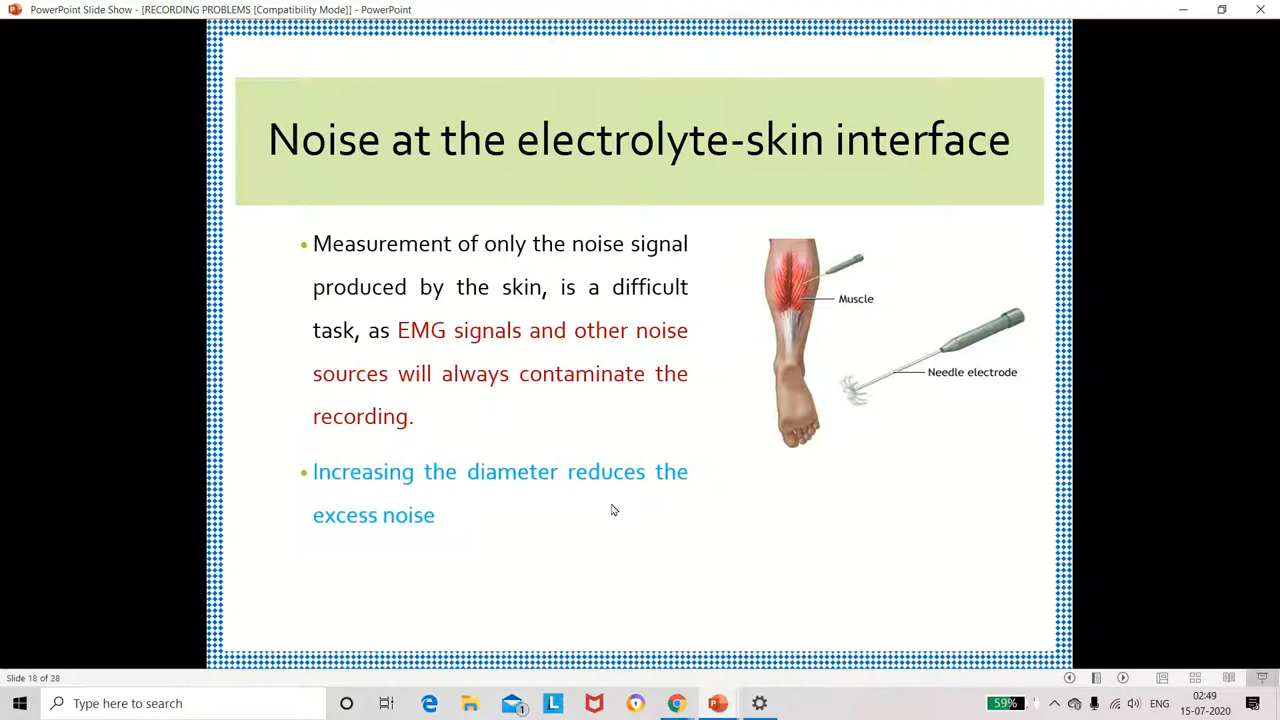 PowerPoint Slide Show - [RECORDING PROBLEMS [Compatibility Mode]] - PowerPoint
Noise at the electrolyte-skin interface
• Measurement of only the noise signal
produced by the skin, is a difficult
task, as EMG signals and other noise
sources will always contaminate the
recording.
• Increasing the diameter reduces the
excess noise
Muscle
Needle electrode
Slide 18 of 28
Type here to search
1
L
59%
ENG
02:49
15-07-2020